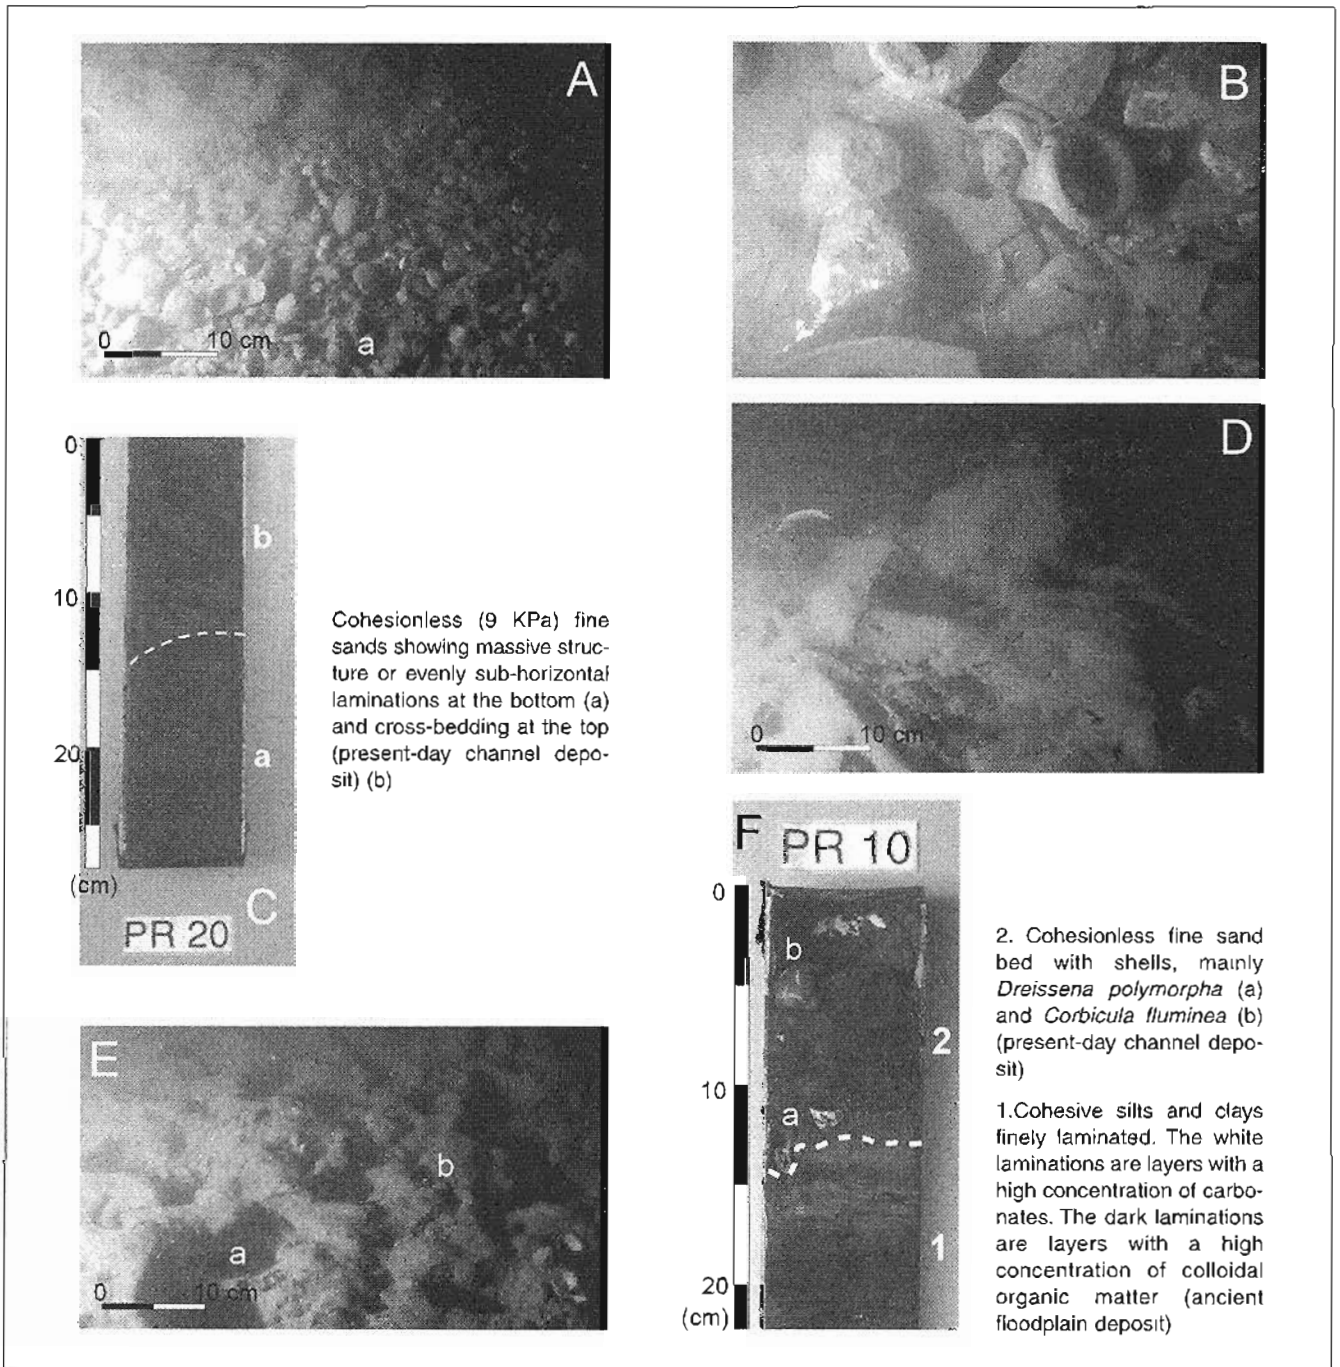 A
0 10 cm
a
B
0
b
10
20
a
(cm)
C
PR 20
Cohesionless (9 KPa) fine
sands showing massive struc-
ture or evenly sub-horizontal
laminations at the bottom (a)
and cross-bedding at the top
(present-day channel depo-
sit) (b)
D
0 10 cm
E
b
a
0 10 cm
F
PR 10
0
b
2
10
a
1
20
(cm)
2. Cohesionless fine sand
bed with shells, mainly
Dreissena polymorpha (a)
and Corbicula fluminea (b)
(present-day channel depo-
sit)
1.Cohesive silts and clays
finely laminated. The white
laminations are layers with a
high concentration of carbo-
nates. The dark laminations
are layers with a high
concentration of colloidal
organic matter (ancient
floodplain deposit)